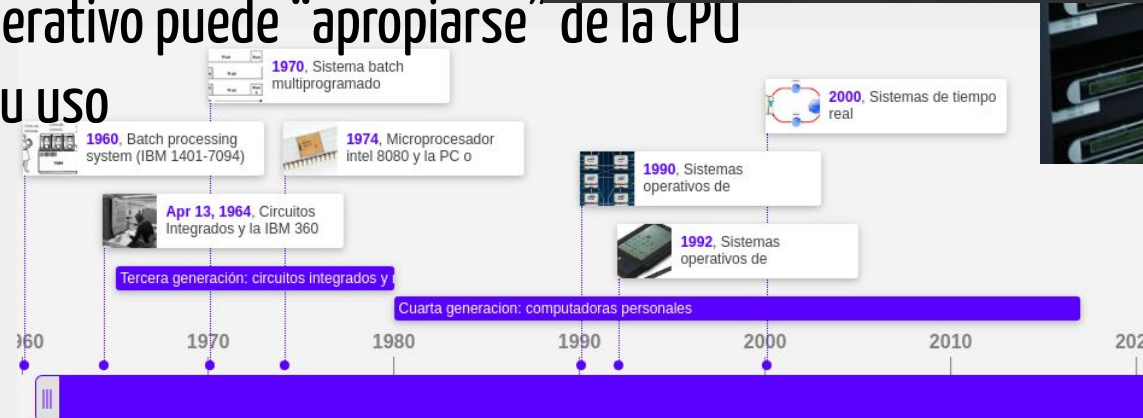 erativo puede “apropiarse” de la CPU
u uso
1970, Sistema batch
multiprogramado
2000, Sistemas de tiempo
real
1960, Batch processing
system (IBM 1401-7094)
1974, Microprocesador
intel 8080 y la PC o
1990, Sistemas
operativos de
Apr 13, 1964, Circuitos
Integrados y la IBM 360
1992, Sistemas
operativos de
Tercera generación: circuitos integrados y
Cuarta generacion: computadoras personales
960 1970 1980 1990 2000 2010 202